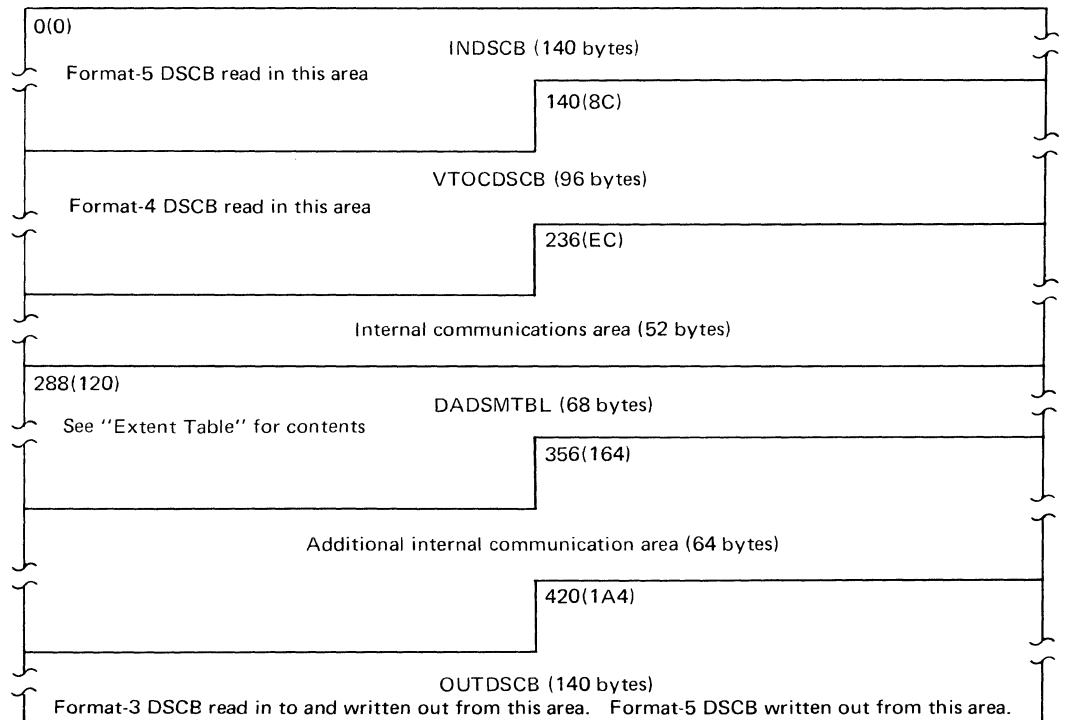 0(0)
INDSCB (140 bytes)
Format-5 DSCB read in this area
140(8C)
VTOCDSCB (96 bytes)
Format-4 DSCB read in this area
236(EC)
Internal communications area (52 bytes)
288(120)
DADSMTBL (68 bytes)
See "Extent Table" for contents
356(164)
Additional internal communication area (64 bytes)
420(1A4)
OUTDSCB (140 bytes)
Format-3 DSCB read in to and written out from this area. Format-5 DSCB written out from this area.